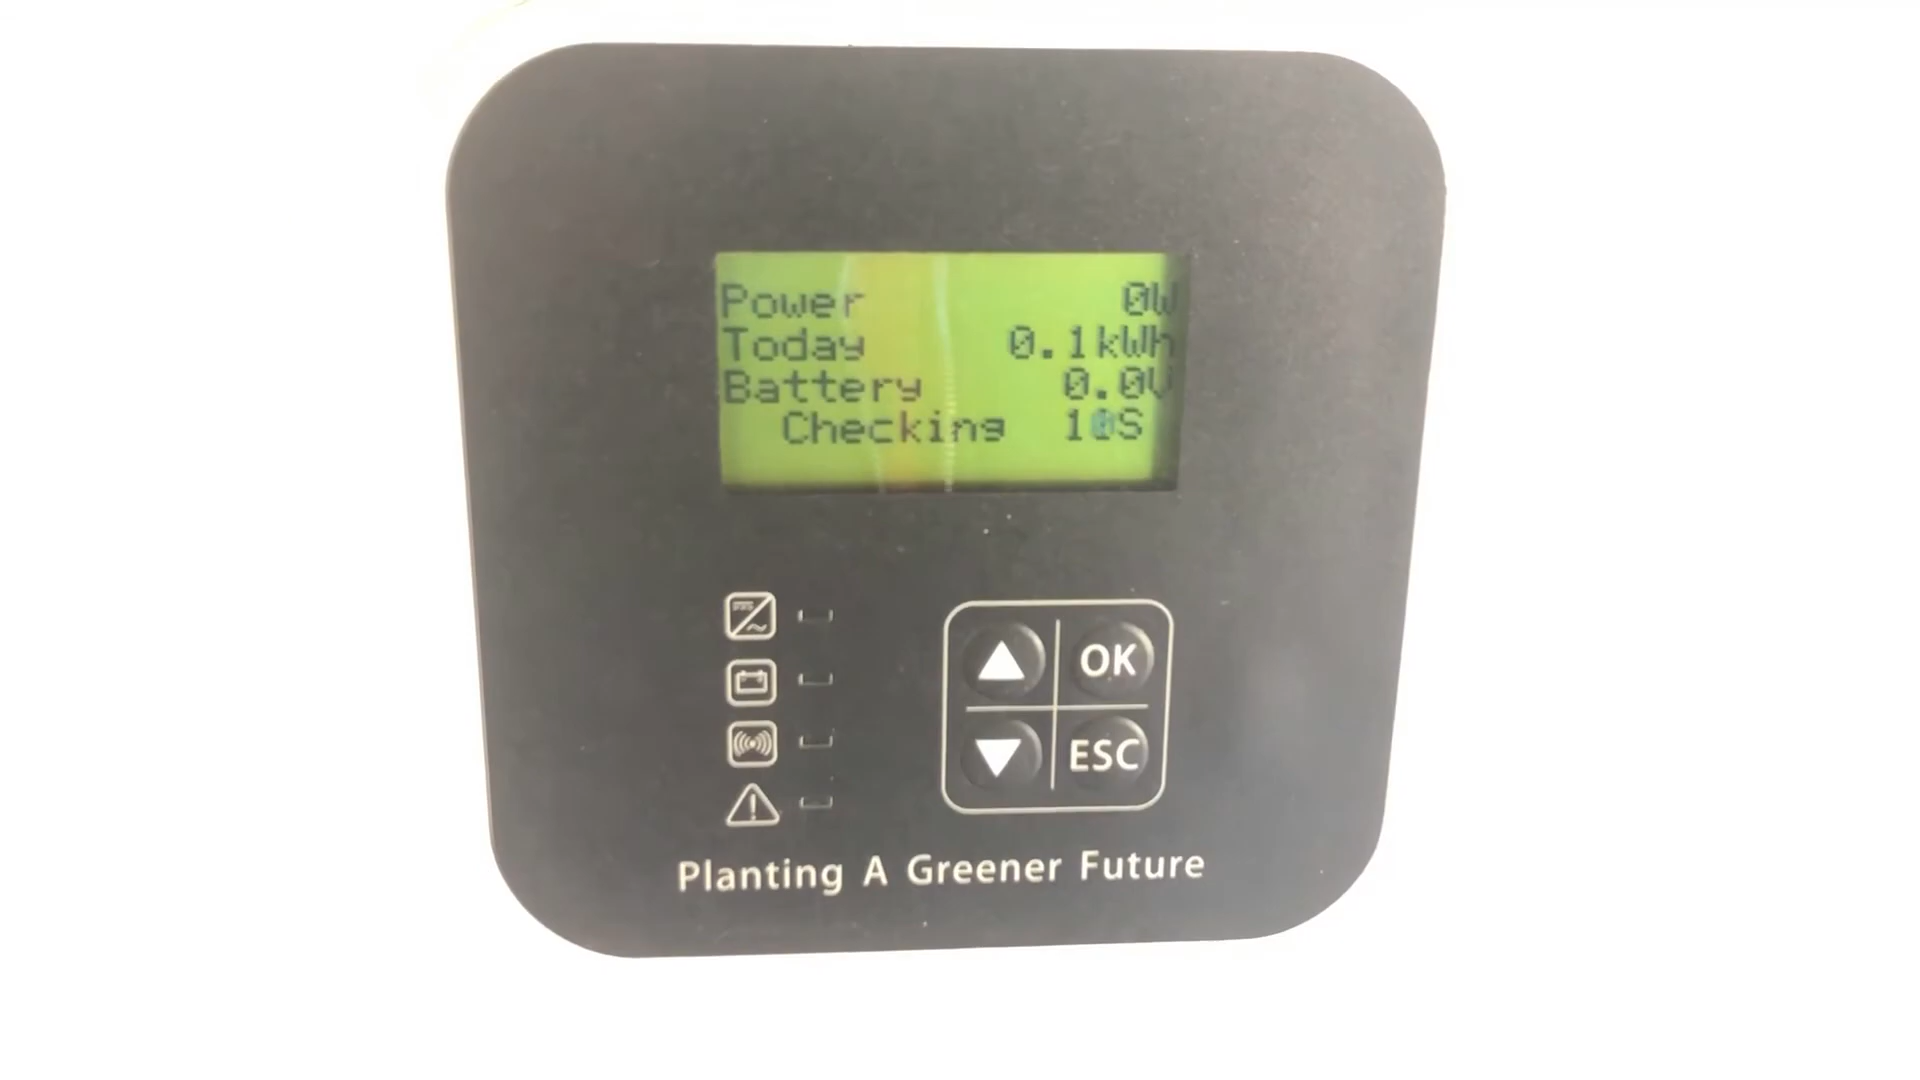 Power 0W
Today 0.1kWh
Battery 0.0V
Checking 10S
OK
ESC
Planting A Greener Future